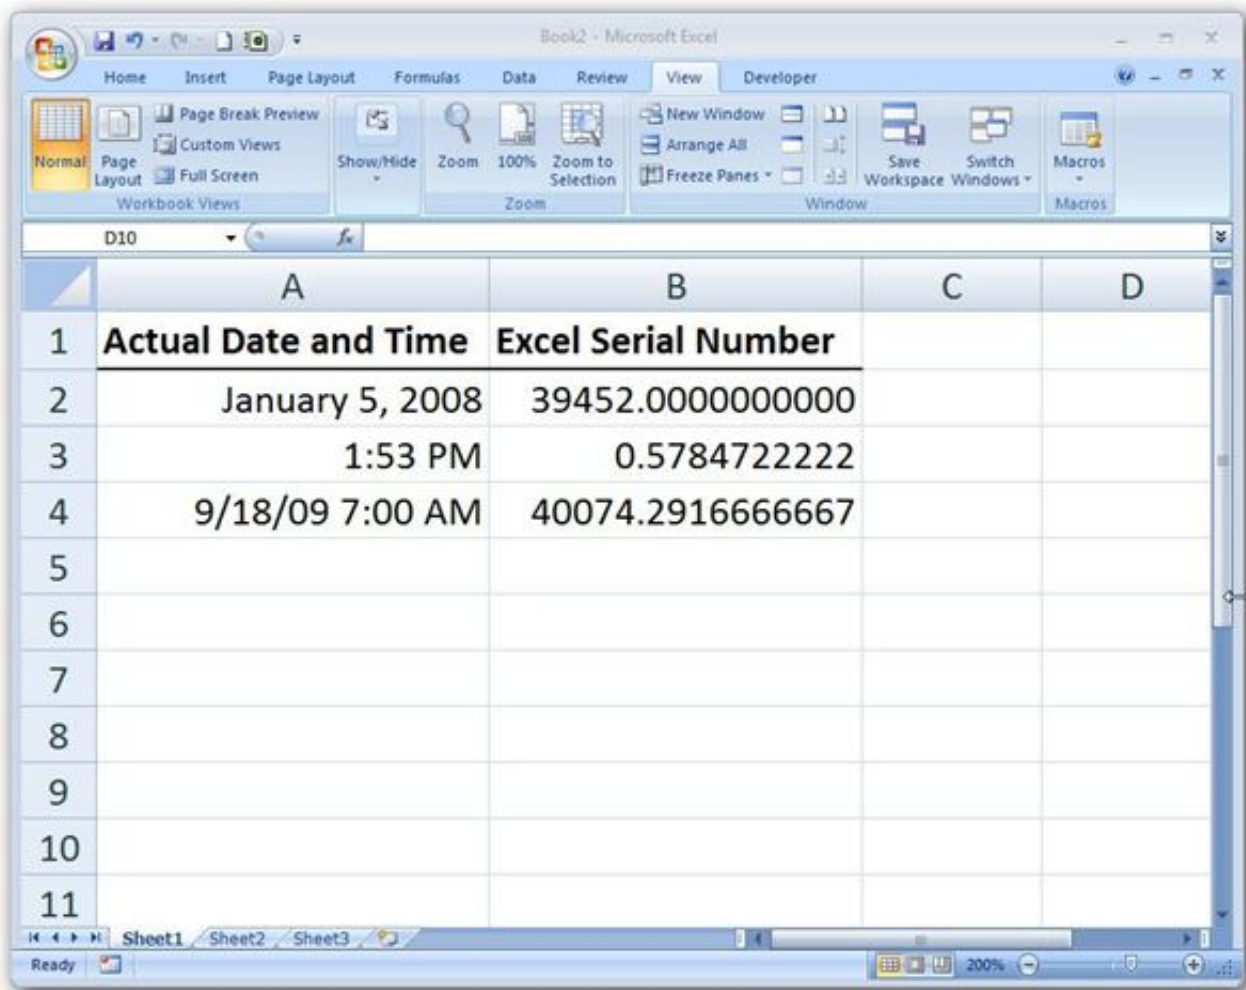 Book2 - Microsoft Excel
Home Insert Page Layout Formulas Data Review View Developer
Normal
Page Layout
Page Break Preview
Custom Views
Full Screen
Workbook Views
Show/Hide
Zoom
100%
Zoom to Selection
Zoom
New Window
Arrange All
Freeze Panes
Save Workspace
Switch Windows
Window
Macros
Macros
D10 fx
A B C D
1 Actual Date and Time Excel Serial Number
2 January 5, 2008 39452.0000000000
3 1:53 PM 0.5784722222
4 9/18/09 7:00 AM 40074.2916666667
5
6
7
8
9
10
11
Sheet1 Sheet2 Sheet3
Ready 200%